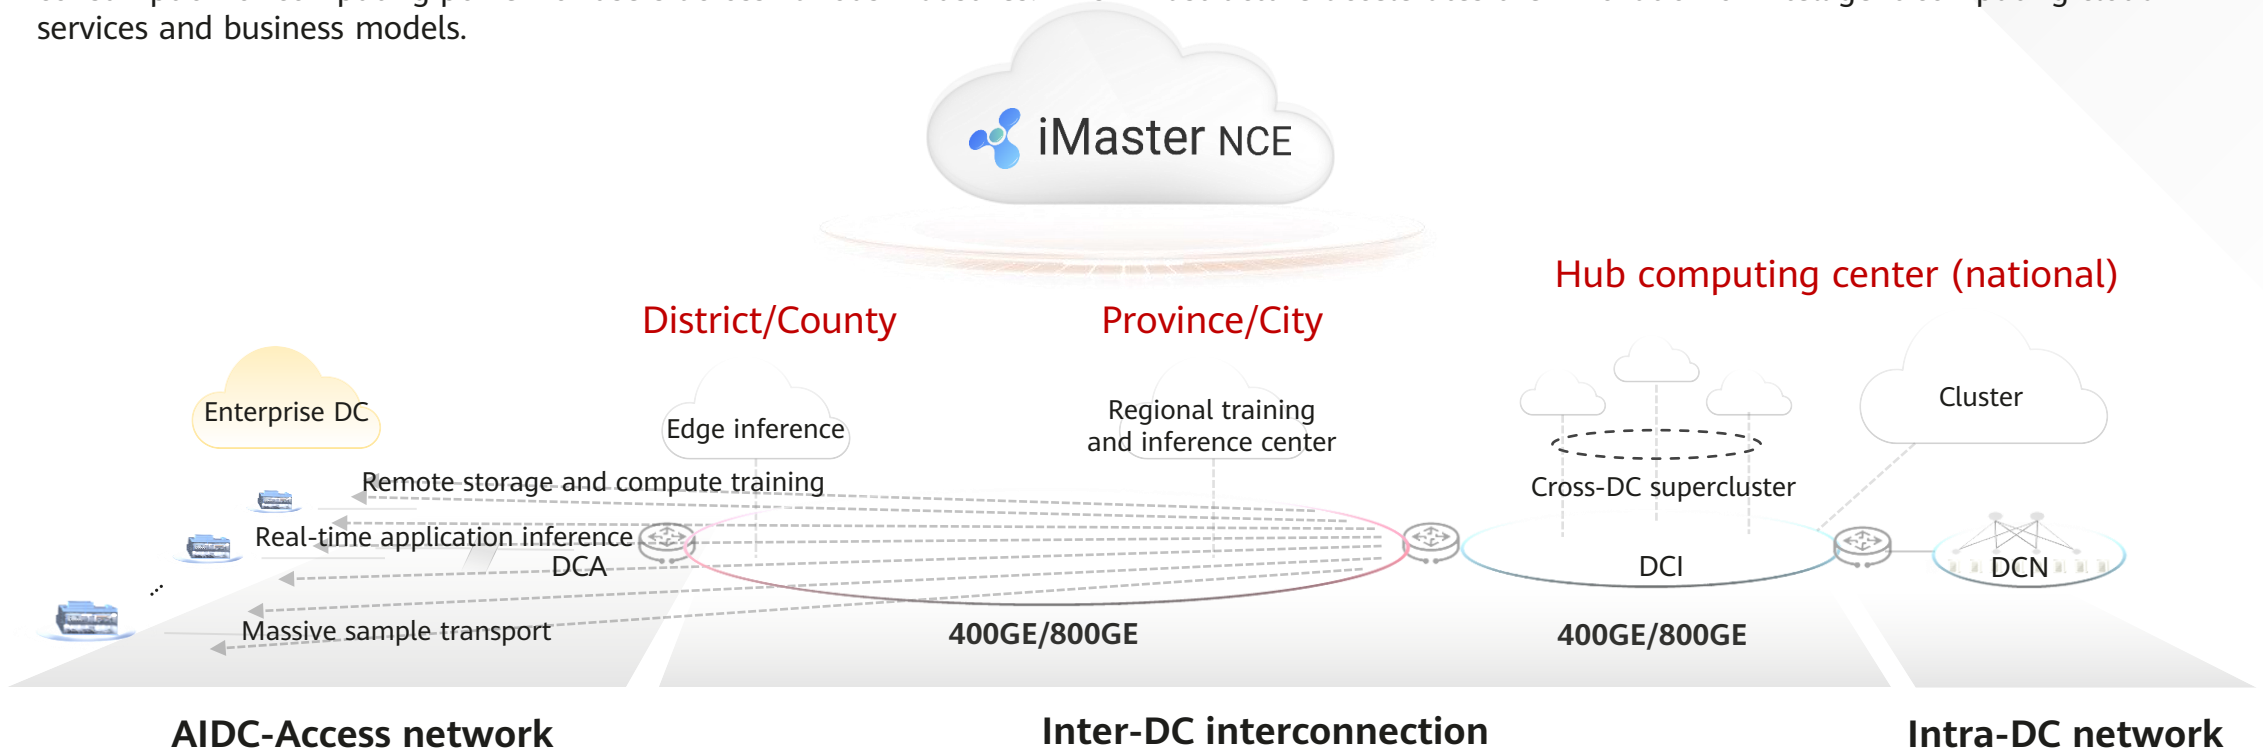 services and business models.
iMaster NCE
Hub computing center (national)
District/County
Province/City
Enterprise DC
Edge inference
Regional training
and inference center
Cluster
Remote storage and compute training
Cross-DC supercluster
Real-time application inference
DCA
DCI
DCN
Massive sample transport
400GE/800GE
400GE/800GE
AIDC-Access network
Inter-DC interconnection
Intra-DC network